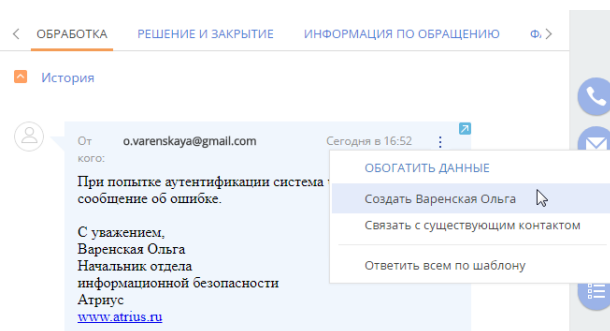 ОБРАБОТКА РЕШЕНИЕ И ЗАКРЫТИЕ ИНФОРМАЦИЯ ПО ОБРАЩЕНИЮ
История
От кого: o.varenskaya@gmail.com Сегодня в 16:52
При попытке аутентификации система
сообщение об ошибке.
С уважением,
Варенская Ольга
Начальник отдела
информационной безопасности
Атриус
www.atrius.ru
ОБОГАТИТЬ ДАННЫЕ
Создать Варенская Ольга
Связать с существующим контактом
Ответить всем по шаблону